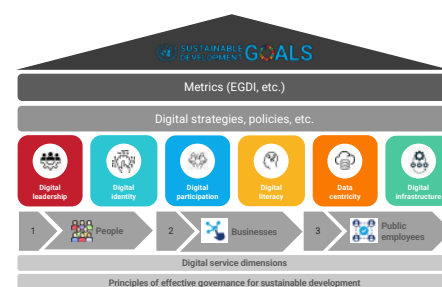 SUSTAINABLE
DEVELOPMENT GOALS
Metrics (EGDI, etc.)
Digital strategies, policies, etc.
Digital leadership
Digital Identity
Digital participation
Digital literacy
Data centricity
Digital infrastructure
1 People 2 Businesses 3 Public employees
Digital service dimensions
Principles of effective governance for sustainable development